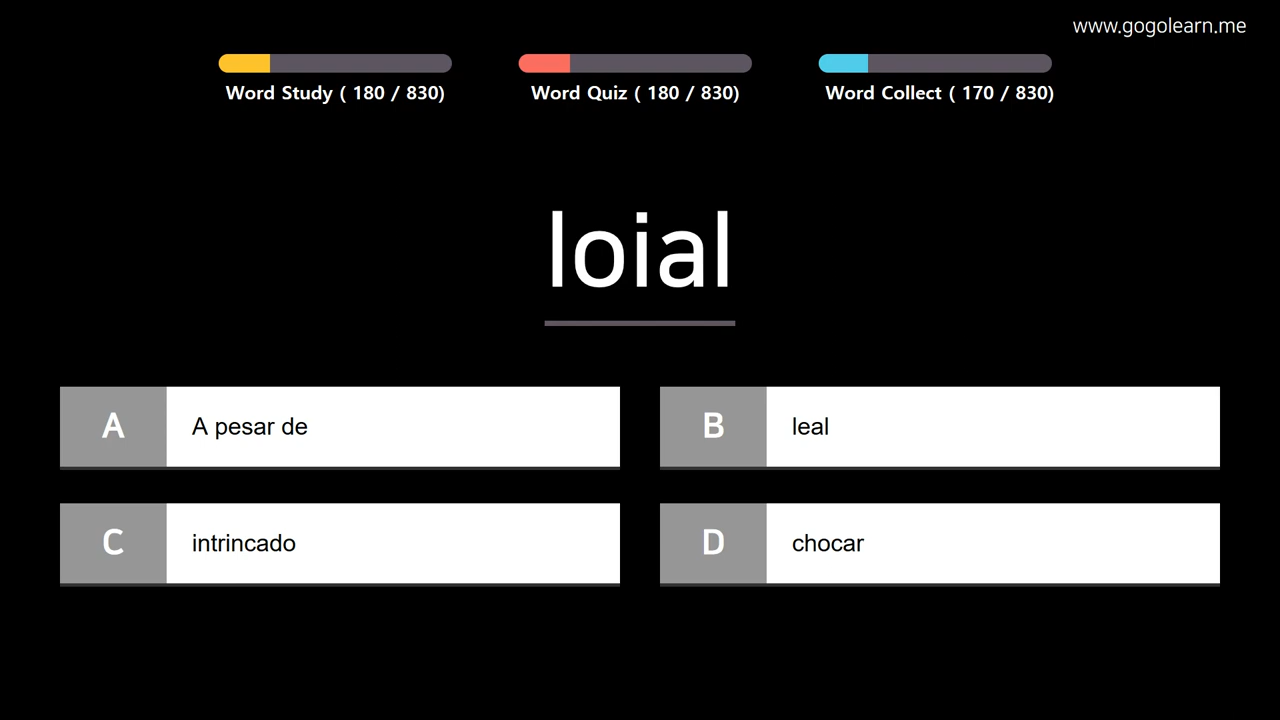 www.gogolearn.me
Word Study ( 180 / 830)
Word Quiz ( 180 / 830)
Word Collect ( 170 / 830)
loial
A
A pesar de
B
leal
C
intrincado
D
chocar